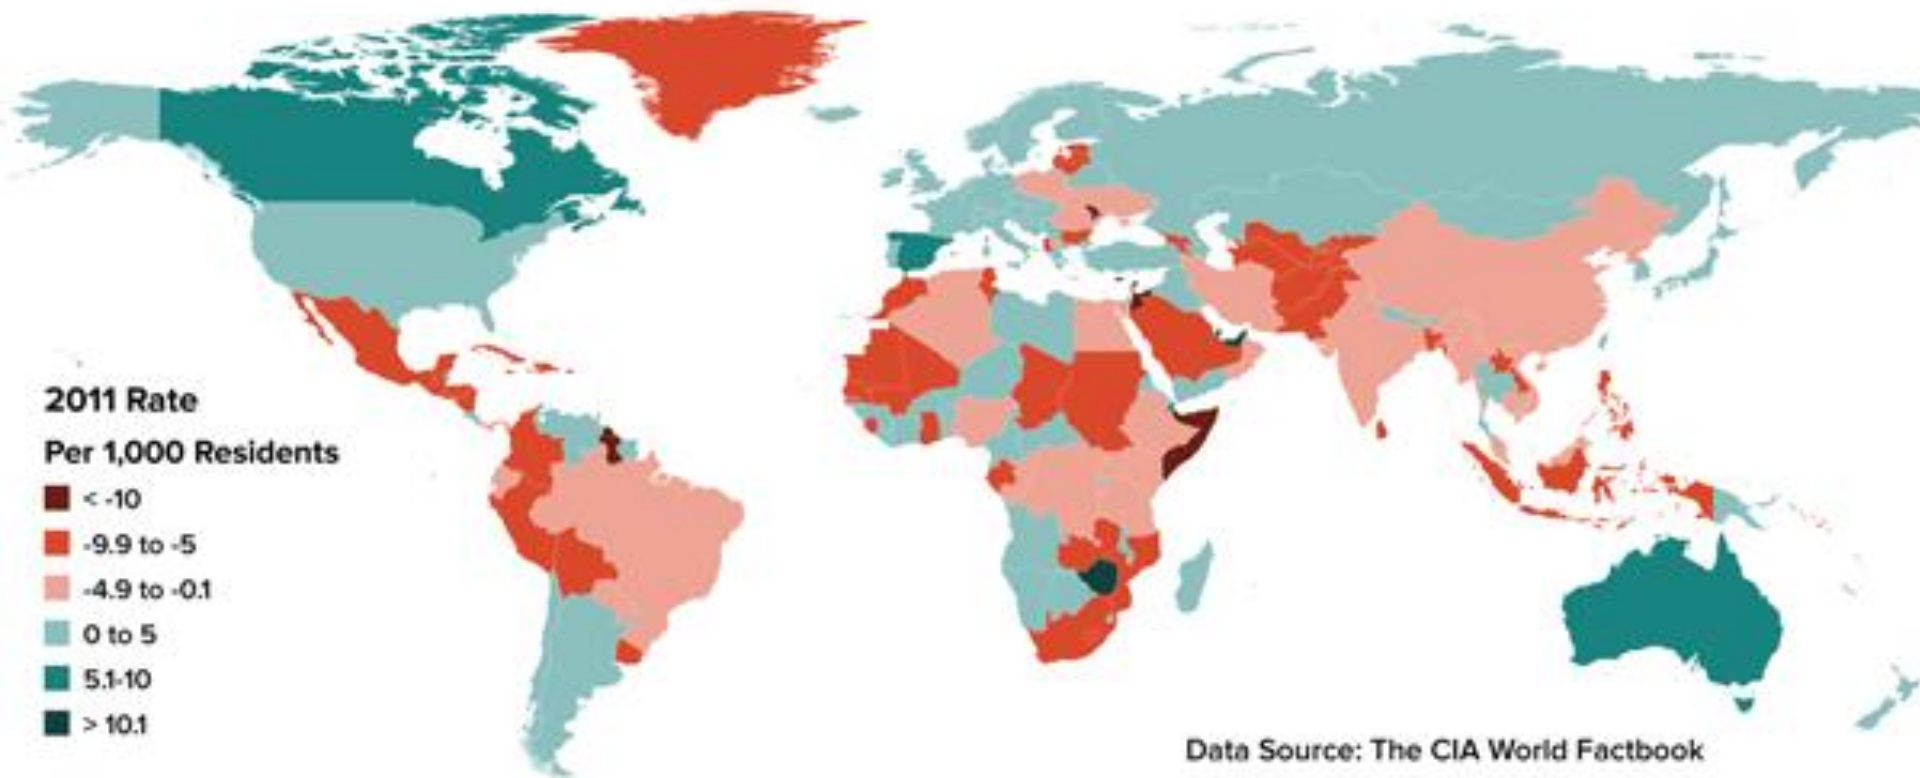 2011 Rate
Per 1,000 Residents
< -10
-9.9 to -5
-4.9 to -0.1
0 to 5
5.1-10
> 10.1
Data Source: The CIA World Factbook